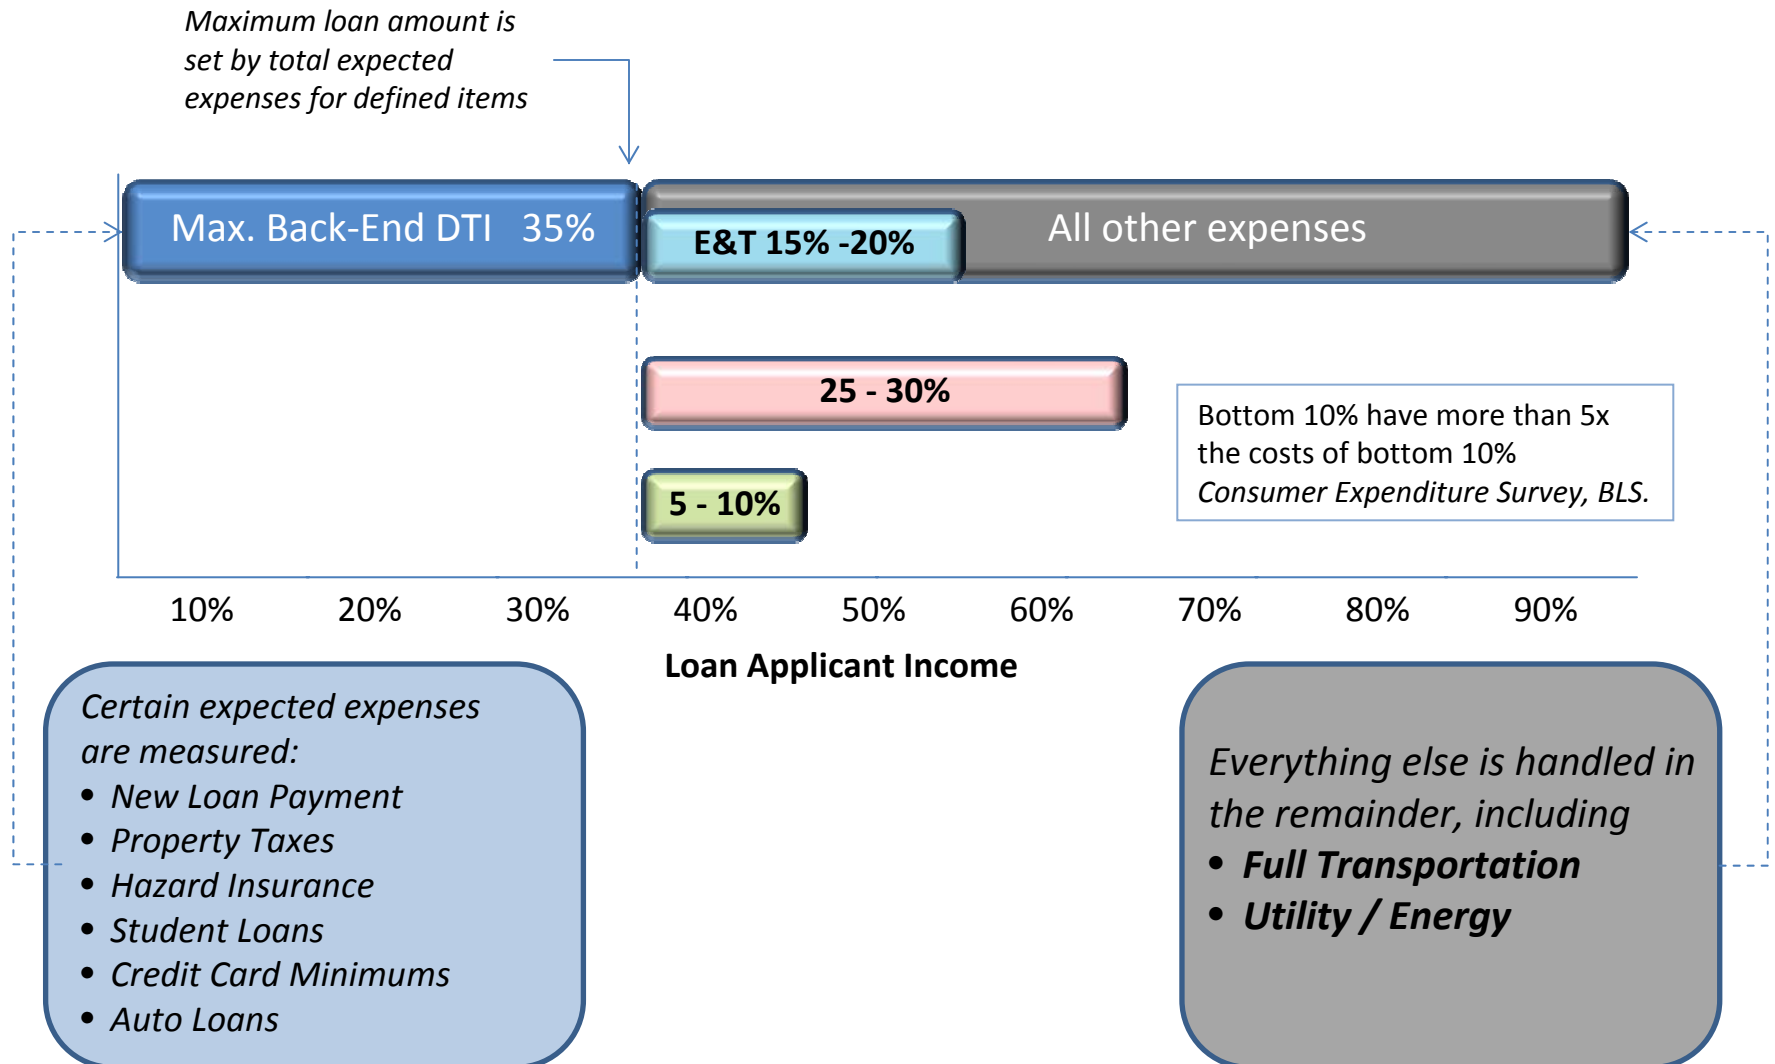 Maximum loan amount is
set by total expected
expenses for defined items
Max. Back-End DTI 35%
E&T 15% -20%
All other expenses
25 - 30%
5 - 10%
Bottom 10% have more than 5x
the costs of bottom 10%
Consumer Expenditure Survey, BLS.
10% 20% 30% 40% 50% 60% 70% 80% 90%
Loan Applicant Income
Certain expected expenses
are measured:
• New Loan Payment
• Property Taxes
• Hazard Insurance
• Student Loans
• Credit Card Minimums
• Auto Loans
Everything else is handled in
the remainder, including
• Full Transportation
• Utility / Energy